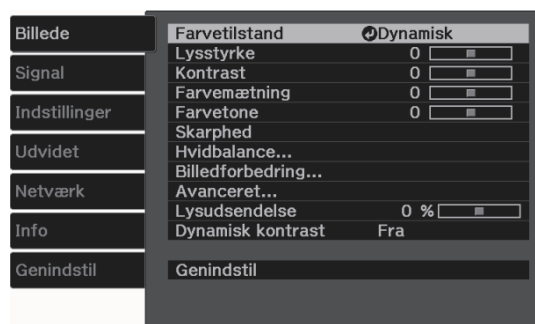 Billede
Signal
Indstillinger
Udvidet
Netværk
Info
Genindstil
Farvetilstand Dynamisk
Lysstyrke 0
Kontrast 0
Farvemætning 0
Farvetone 0
Skarphed
Hvidbalance...
Billedforbedring...
Avanceret...
Lysudsendelse 0 %
Dynamisk kontrast Fra
Genindstil